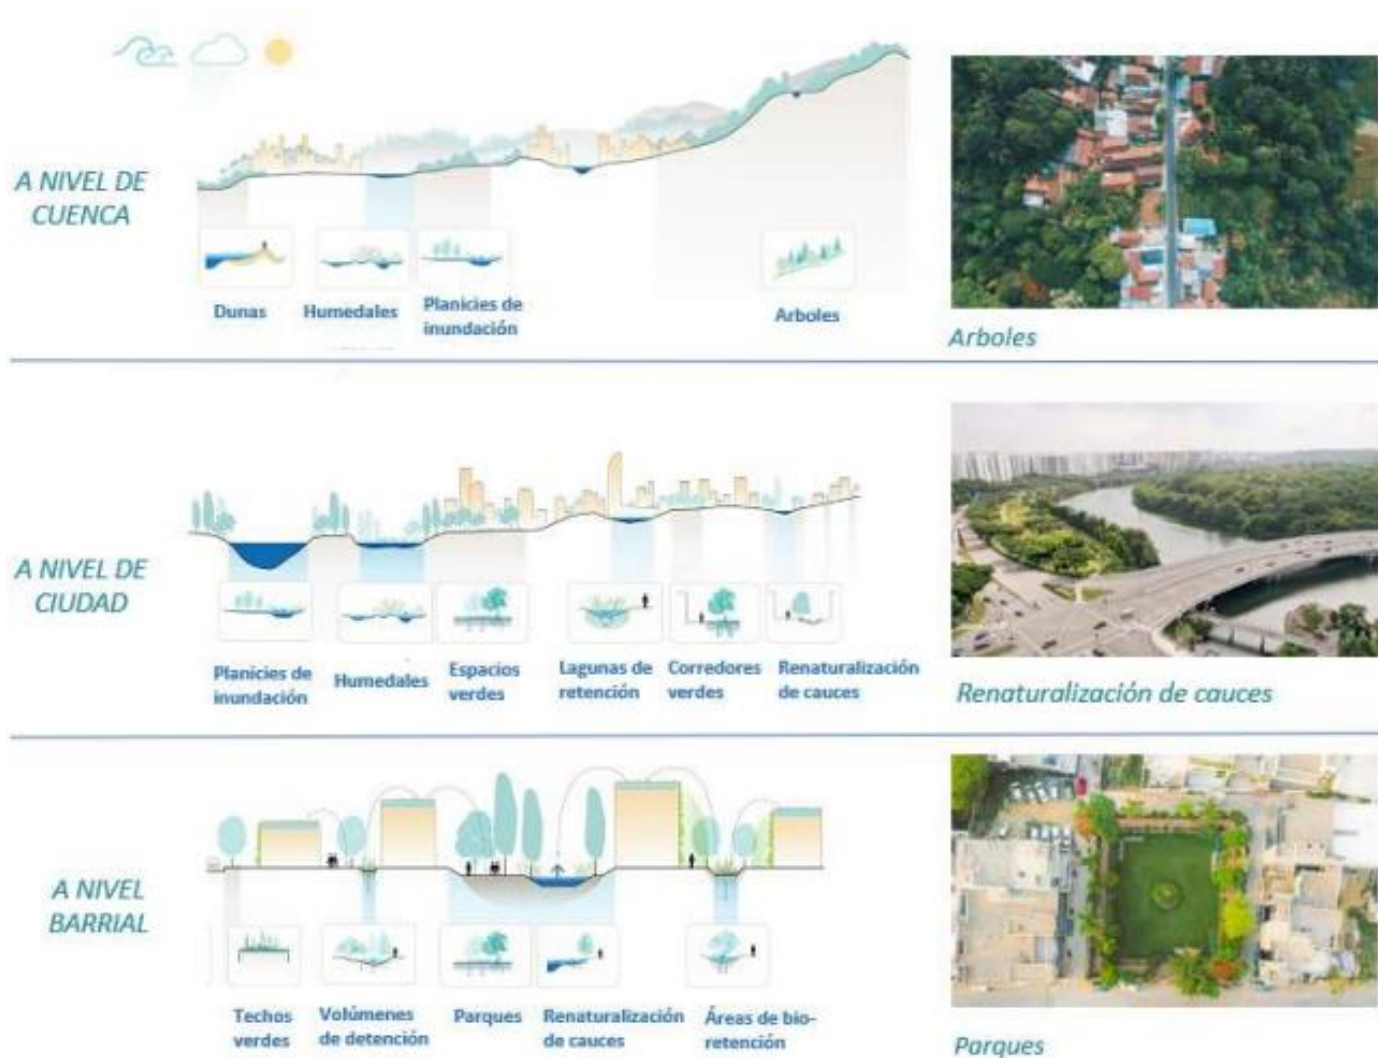 A NIVEL DE
CUENCA
Dunas
Humedales
Planicies de
inundación
Arboles
Arboles
A NIVEL DE
CIUDAD
Planicies de
inundación
Humedales
Espacios
verdes
Lagunas de
retención
Corredores
verdes
Renaturalización
de cauces
Renaturalización de cauces
A NIVEL
BARRIAL
Techos
verdes
Volúmenes
de detención
Parques
Renaturalización
de cauces
Áreas de bio-
retención
Parques